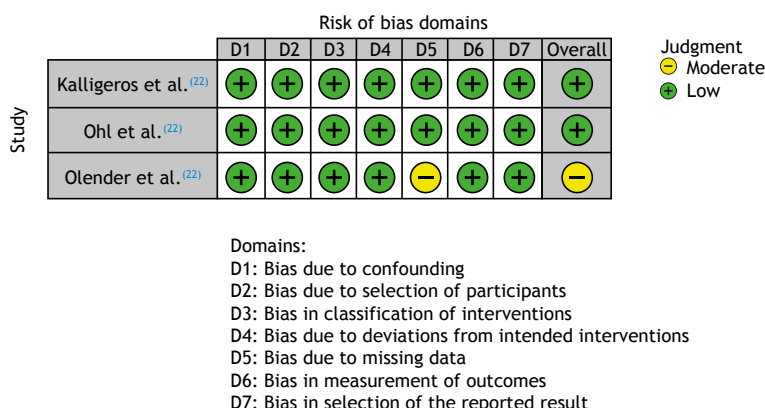 Risk of bias domains
D1 D2 D3 D4 D5 D6 D7 Overall
Kalligeros et al.(22)
Ohl et al.(22)
Olender et al.(22)
Study
Judgment
Moderate
Low
Domains:
D1: Bias due to confounding
D2: Bias due to selection of participants
D3: Bias in classification of interventions
D4: Bias due to deviations from intended interventions
D5: Bias due to missing data
D6: Bias in measurement of outcomes
D7: Bias in selection of the reported result